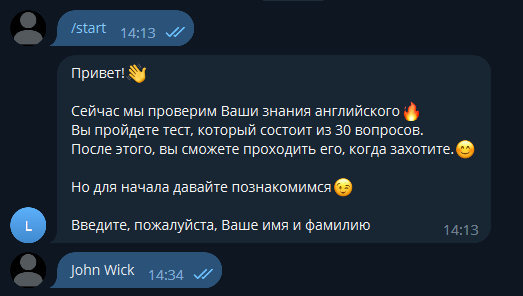 /start 14:13
Привет!👋
Сейчас мы проверим Ваши знания английского🔥
Вы пройдете тест, который состоит из 30 вопросов.
После этого, вы сможете проходить его, когда захотите.😊
Но для начала давайте познакомимся😉
Введите, пожалуйста, Ваше имя и фамилию
14:13
L
John Wick 14:34